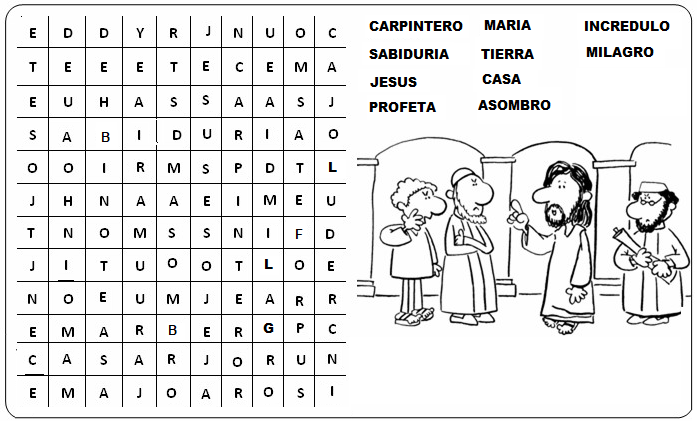 E D D Y R J N U O C
T E E E T E C E M A
E U H A S S A A S J
S A B I D U R I A O
O O I R M S P D T L
J H N A A E I M E U
T N O M S S N I F D
J I T U O O T L O E
N O E U M J E A R R
E M A R B E R G P C
C A S A R J O R U N
E M A J O A R O S I
CARPINTERO MARIA INCREDULO
SABIDURIA TIERRA MILAGRO
JESUS CASA
PROFETA ASOMBRO